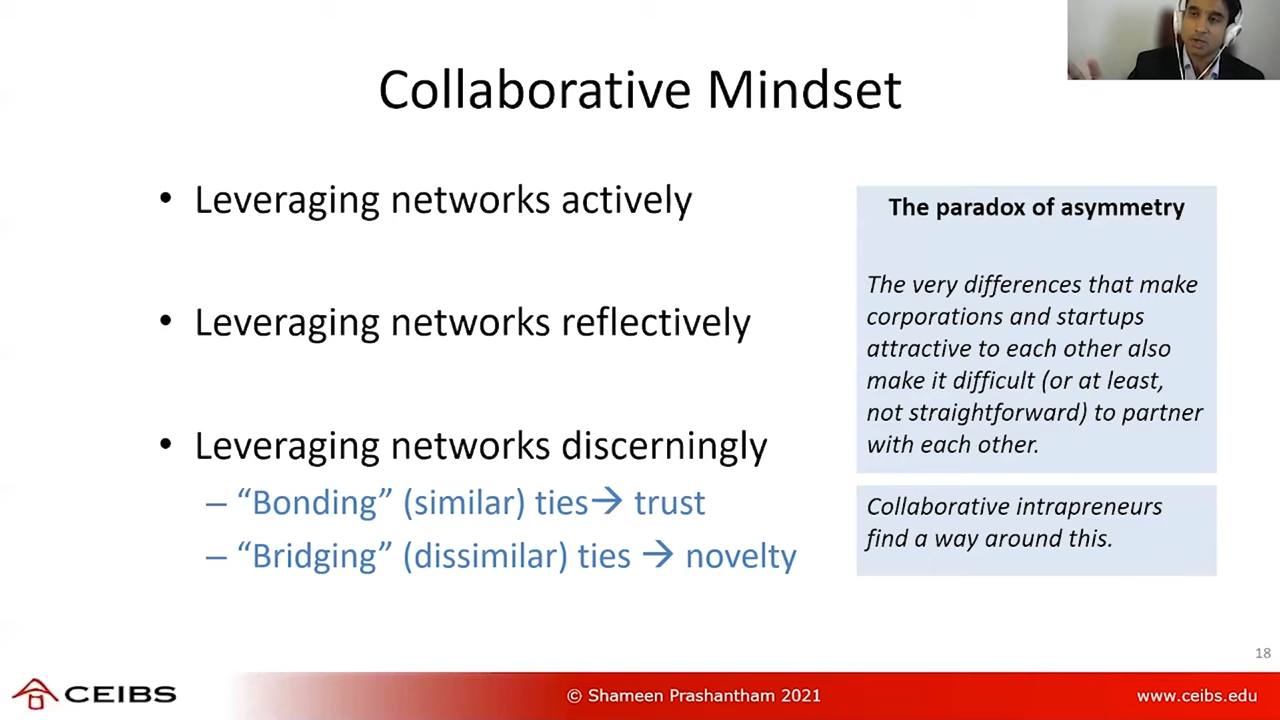 Collaborative Mindset
• Leveraging networks actively
• Leveraging networks reflectively
• Leveraging networks discerningly
– “Bonding” (similar) ties→ trust
– “Bridging” (dissimilar) ties → novelty
The paradox of asymmetry
The very differences that make
corporations and startups
attractive to each other also
make it difficult (or at least,
not straightforward) to partner
with each other.
Collaborative intrapreneurs
find a way around this.
18
CEIBS
© Shameen Prashantham 2021
www.ceibs.edu